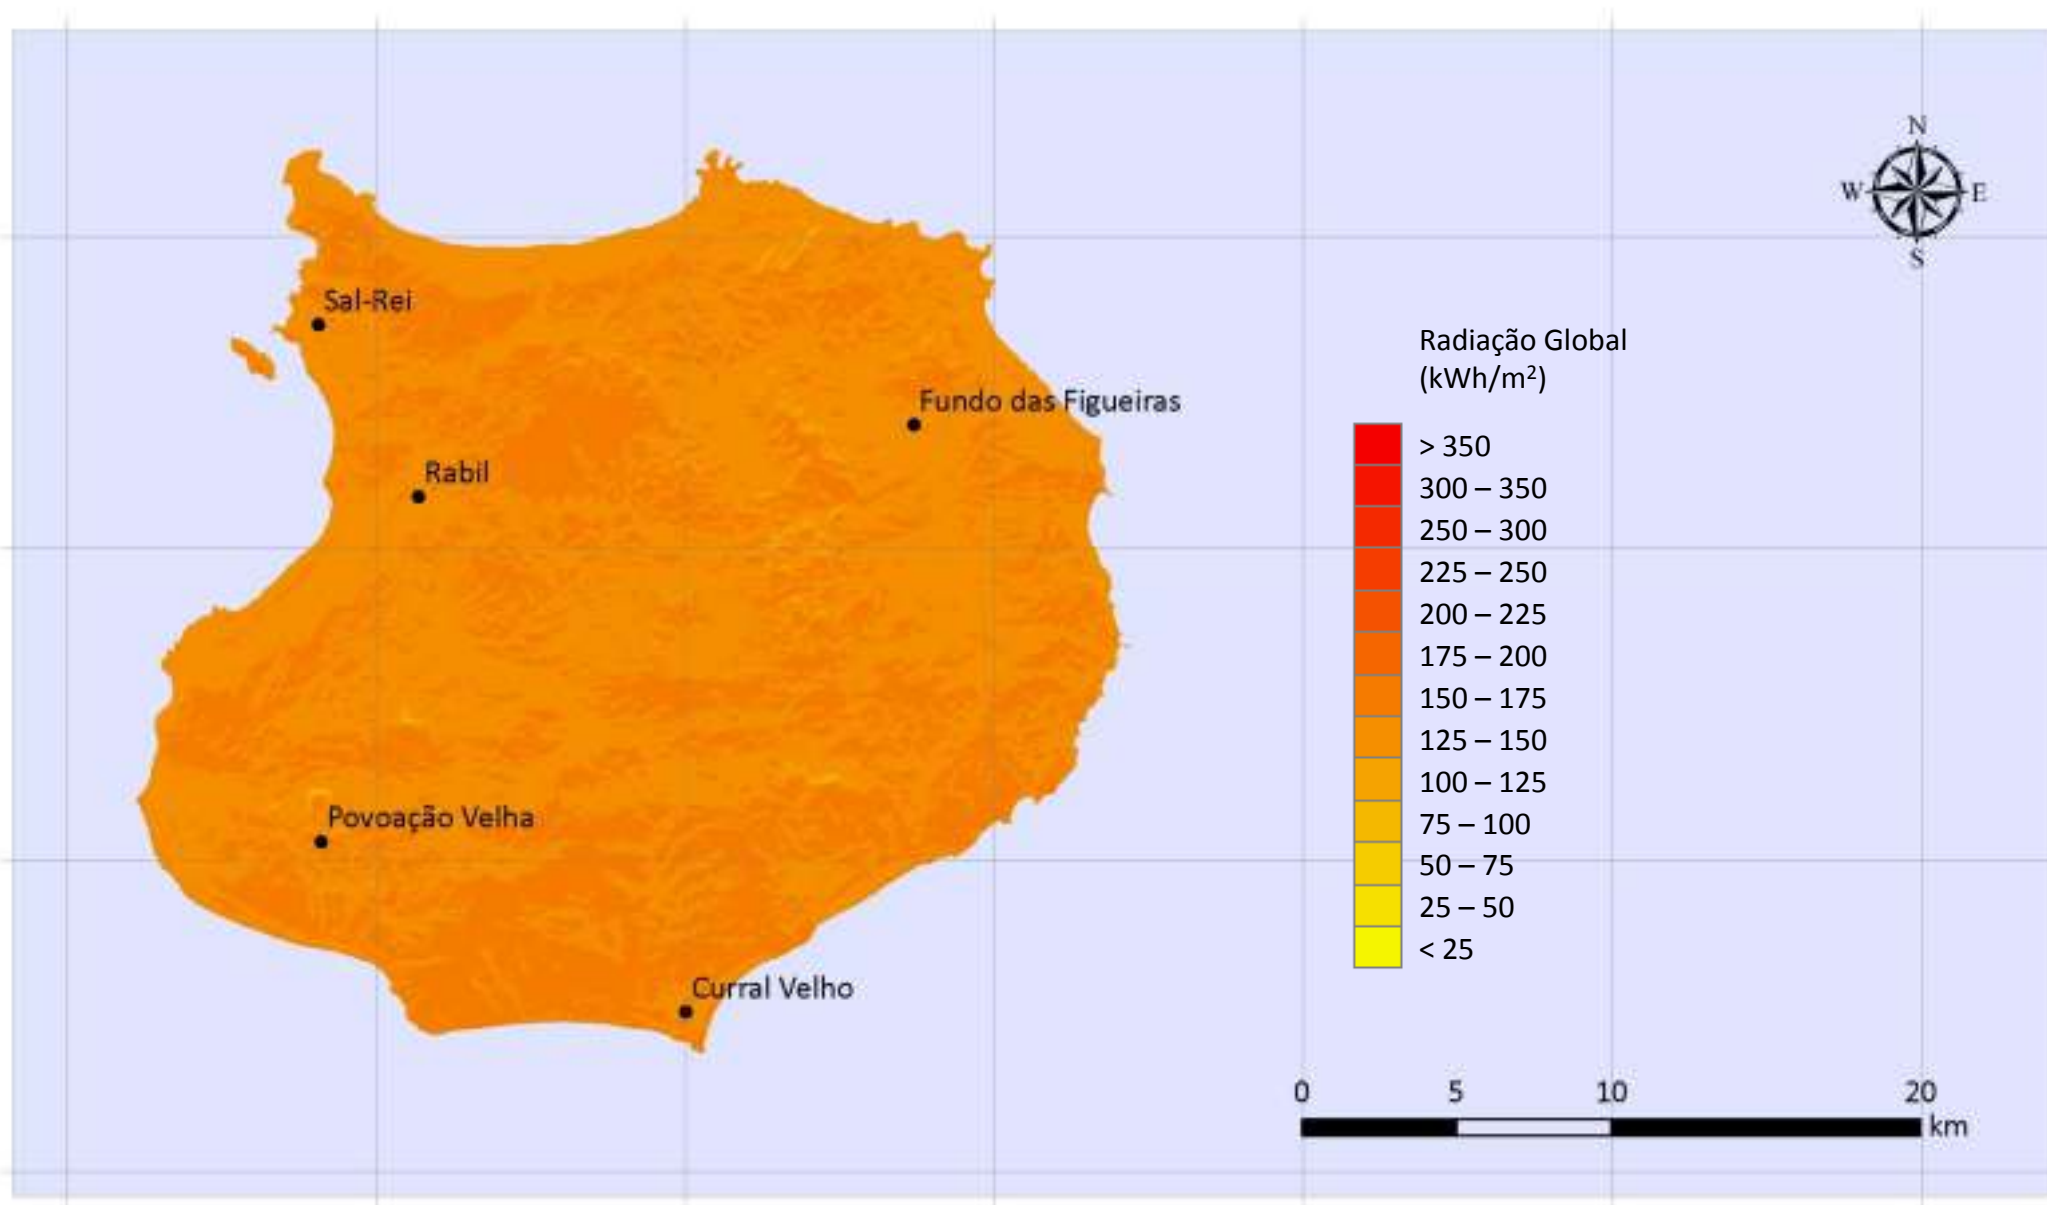 N
W E
S
Sal-Rei
Radiação Global
(kWh/m²)
Fundo das Figueiras
Rabil
> 350
300 – 350
250 – 300
225 – 250
200 – 225
175 – 200
150 – 175
125 – 150
100 – 125
75 – 100
50 – 75
25 – 50
< 25
Povoação Velha
Curral Velho
0 5 10 20
km